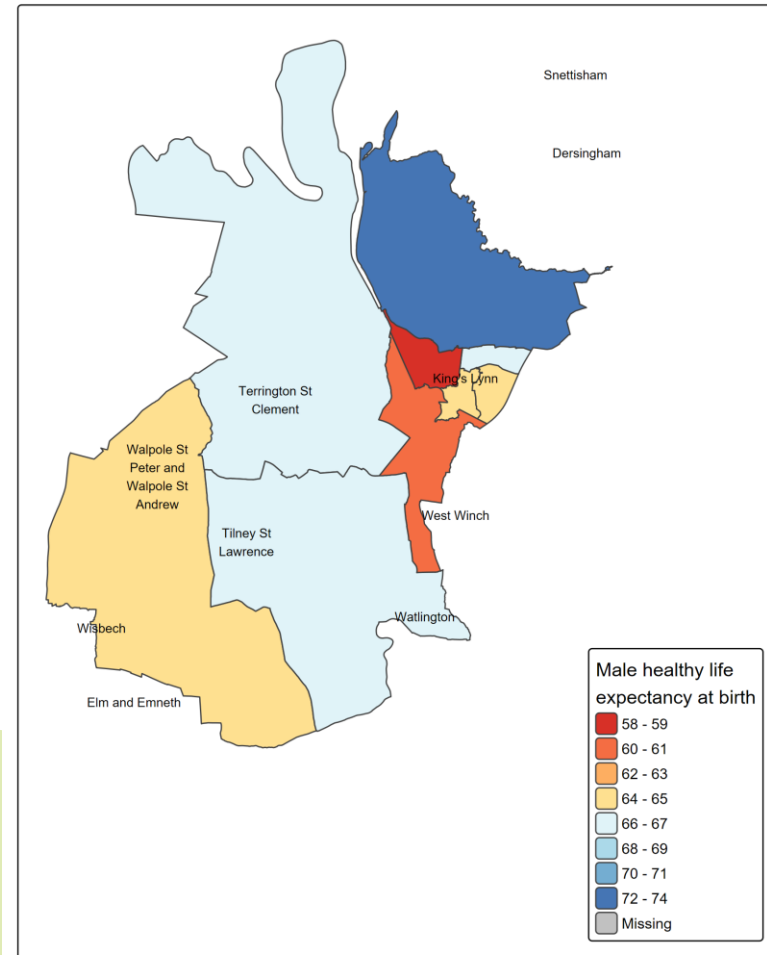 Snettisham
Dersingham
King's Lynn
Terrington St
Clement
Walpole St
Peter and
Walpole St
Andrew
West Winch
Tilney St
Lawrence
Watlington
Wisbech
Elm and Emneth
Male healthy life
expectancy at birth
58 - 59
60 - 61
62 - 63
64 - 65
66 - 67
68 - 69
70 - 71
72 - 74
Missing